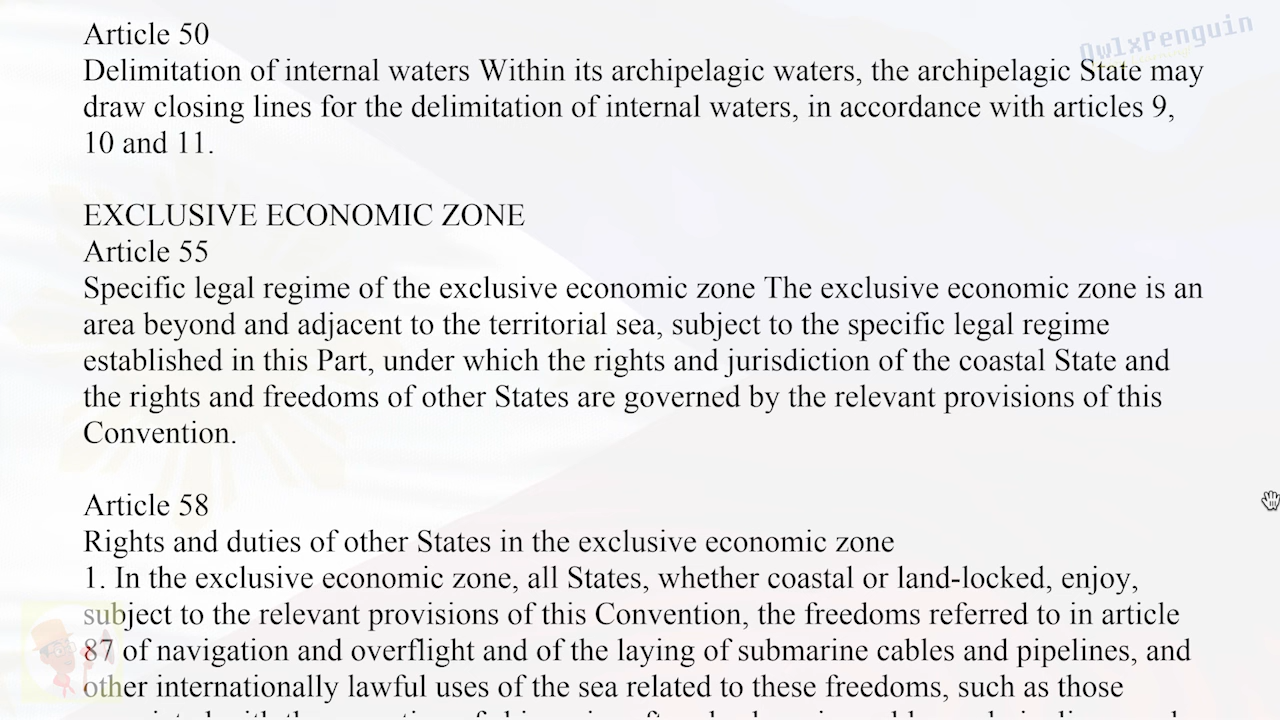 OwlxPenguin
Article 50
Delimitation of internal waters Within its archipelagic waters, the archipelagic State may
draw closing lines for the delimitation of internal waters, in accordance with articles 9,
10 and 11.
EXCLUSIVE ECONOMIC ZONE
Article 55
Specific legal regime of the exclusive economic zone The exclusive economic zone is an
area beyond and adjacent to the territorial sea, subject to the specific legal regime
established in this Part, under which the rights and jurisdiction of the coastal State and
the rights and freedoms of other States are governed by the relevant provisions of this
Convention.
Article 58
Rights and duties of other States in the exclusive economic zone
1. In the exclusive economic zone, all States, whether coastal or land-locked, enjoy,
subject to the relevant provisions of this Convention, the freedoms referred to in article
87 of navigation and overflight and of the laying of submarine cables and pipelines, and
other internationally lawful uses of the sea related to these freedoms, such as those